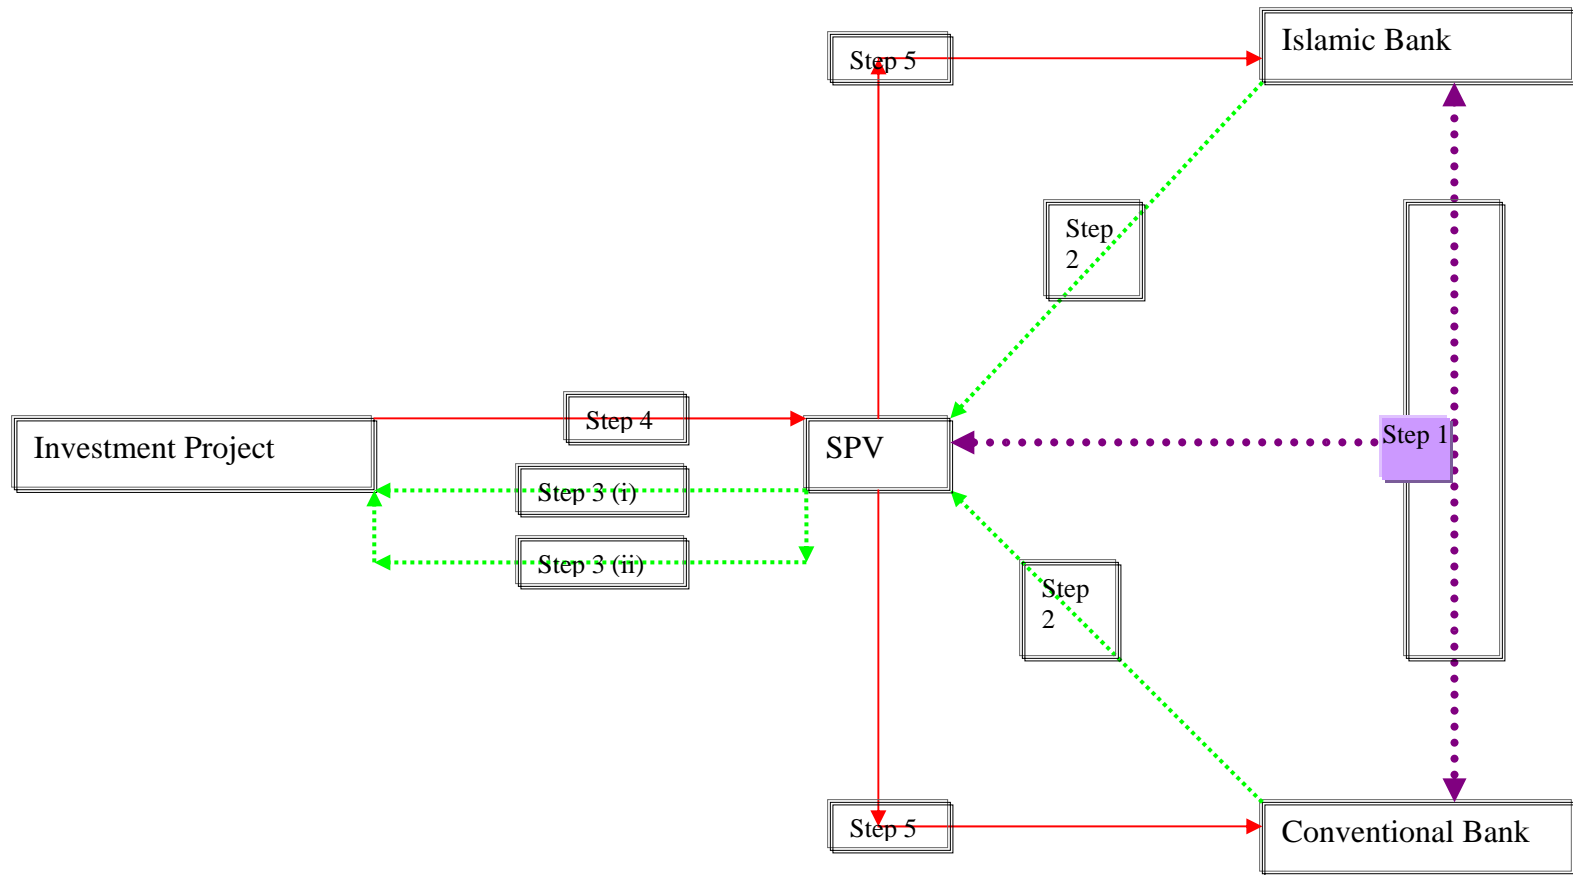 Step 5
Islamic Bank
Step
2
Step 4
Investment Project
SPV
Step 1
Step 3 (i)
Step 3 (ii)
Step
2
Step 5
Conventional Bank